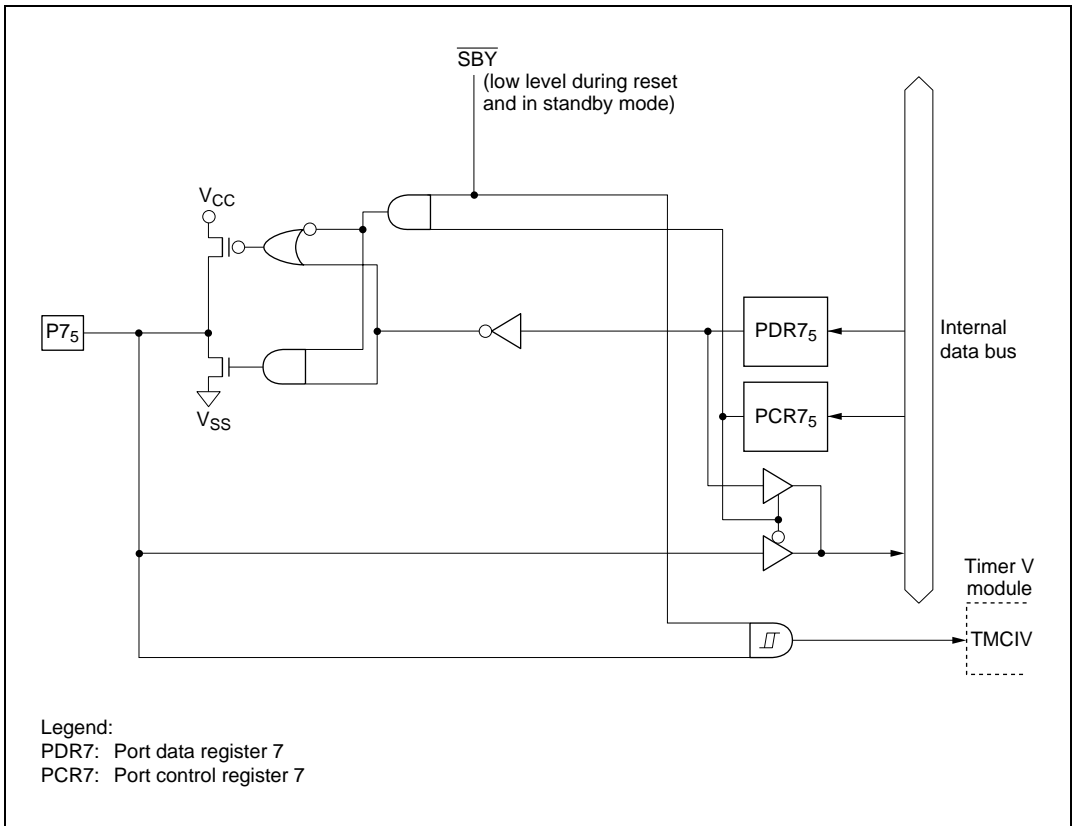 SBY
(low level during reset
and in standby mode)
VCC
P75
VSS
PDR75
PCR75
Internal
data bus
Timer V
module
TMCIV
Legend:
PDR7: Port data register 7
PCR7: Port control register 7